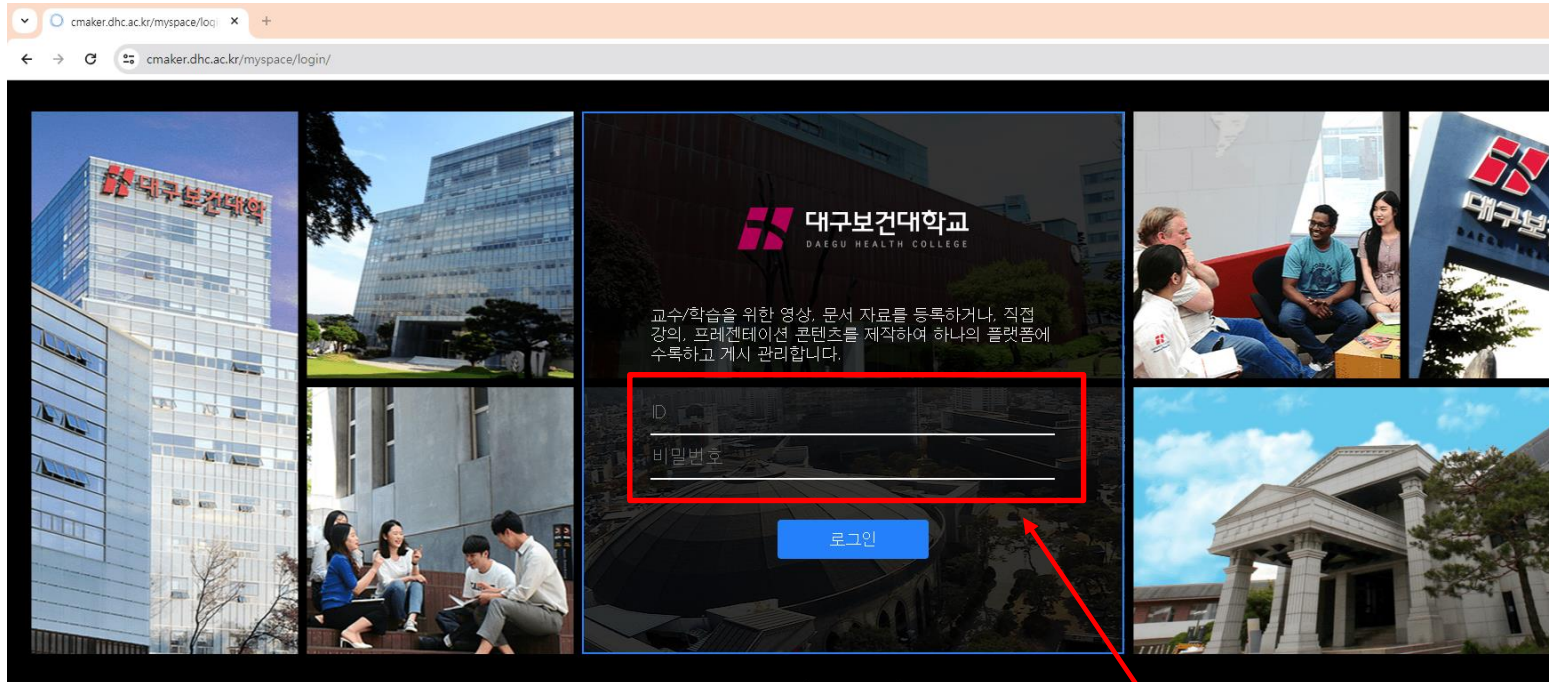 cmaker.dhc.ac.kr/myspace/logi
cmaker.dhc.ac.kr/myspace/login/
대구보건대학
대구보건대학교
DAEGU HEALTH COLLEGE
교수/학습을 위한 영상, 문서 자료를 등록하거나, 직접
강의, 프레젠테이션 콘텐츠를 제작하여 하나의 플랫폼에
수록하고 게시 관리합니다.
ID
비밀번호
로그인
대구보